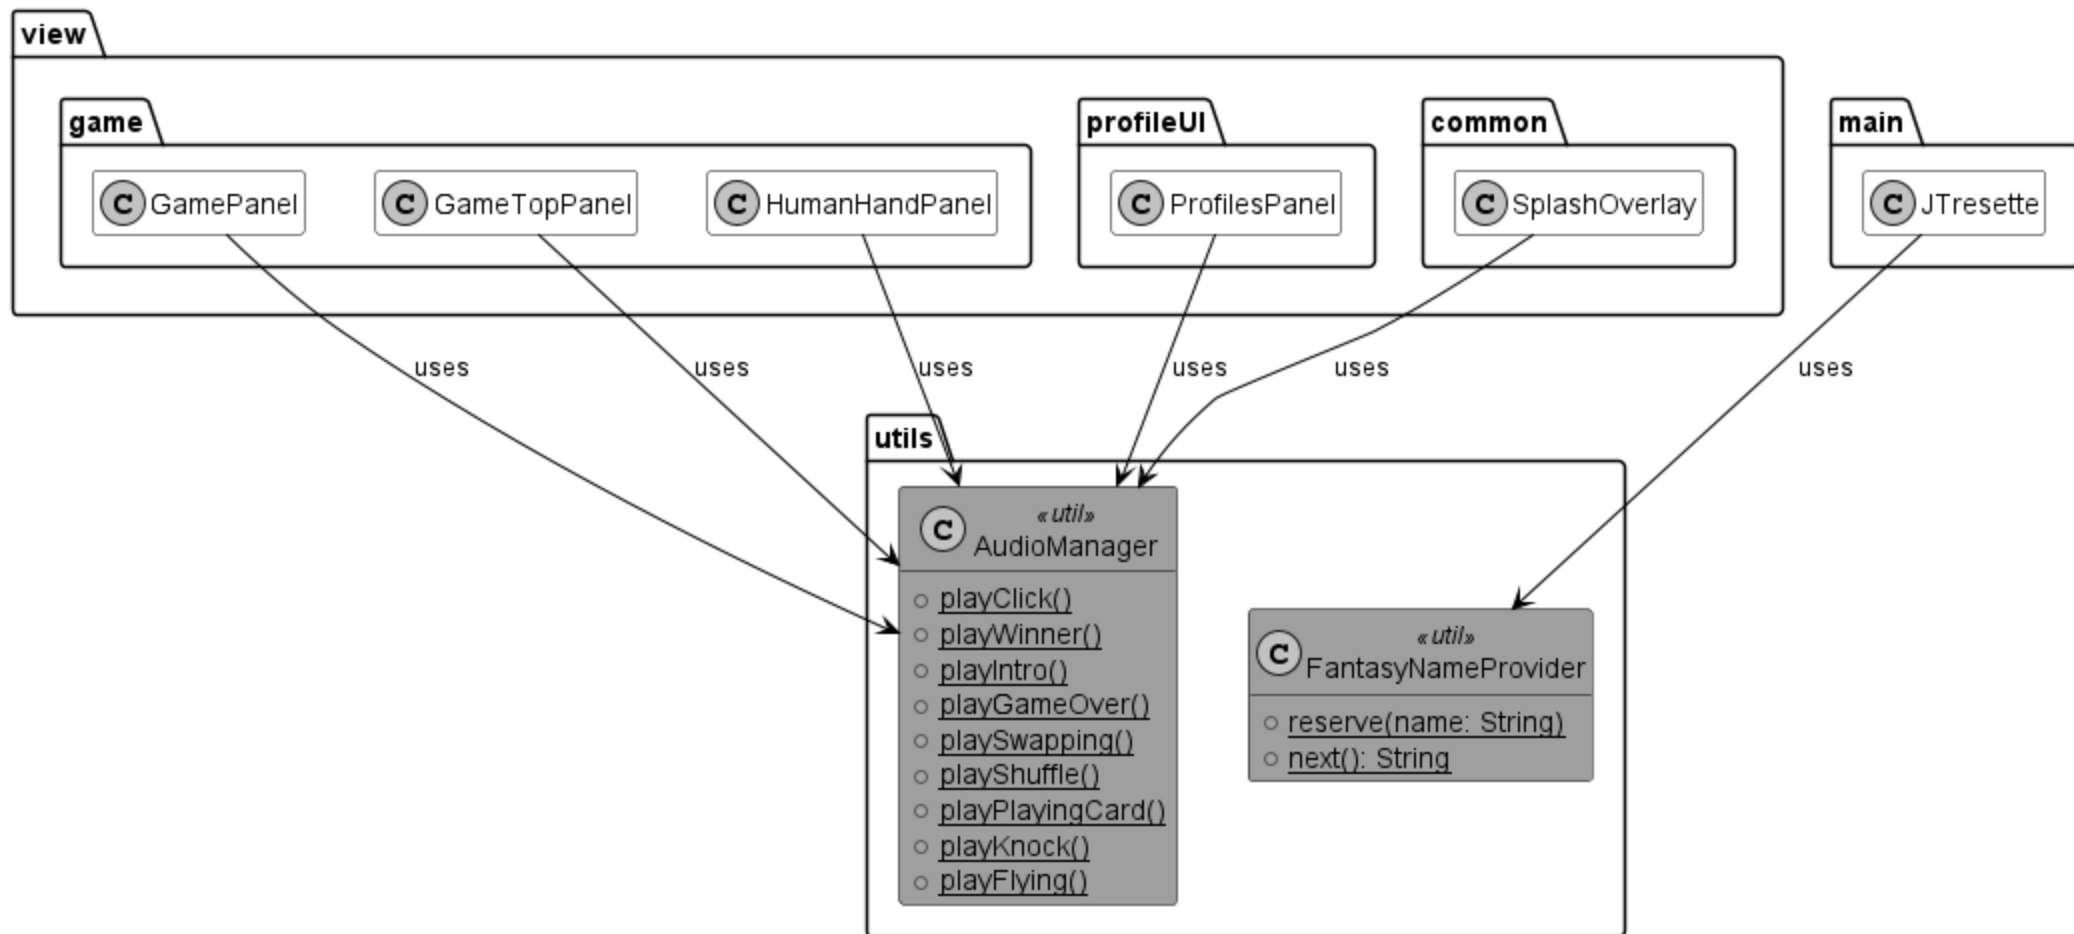 view
game
profileUI
common
main
C GamePanel
C GameTopPanel
C HumanHandPanel
C ProfilesPanel
C SplashOverlay
C JTresette
uses
uses
uses
uses
uses
uses
utils
«util»
C AudioManager
playClick()
playWinner()
playIntro()
playGameOver()
playSwapping()
playShuffle()
playPlayingCard()
playKnock()
playFlying()
«util»
C FantasyNameProvider
reserve(name: String)
next(): String